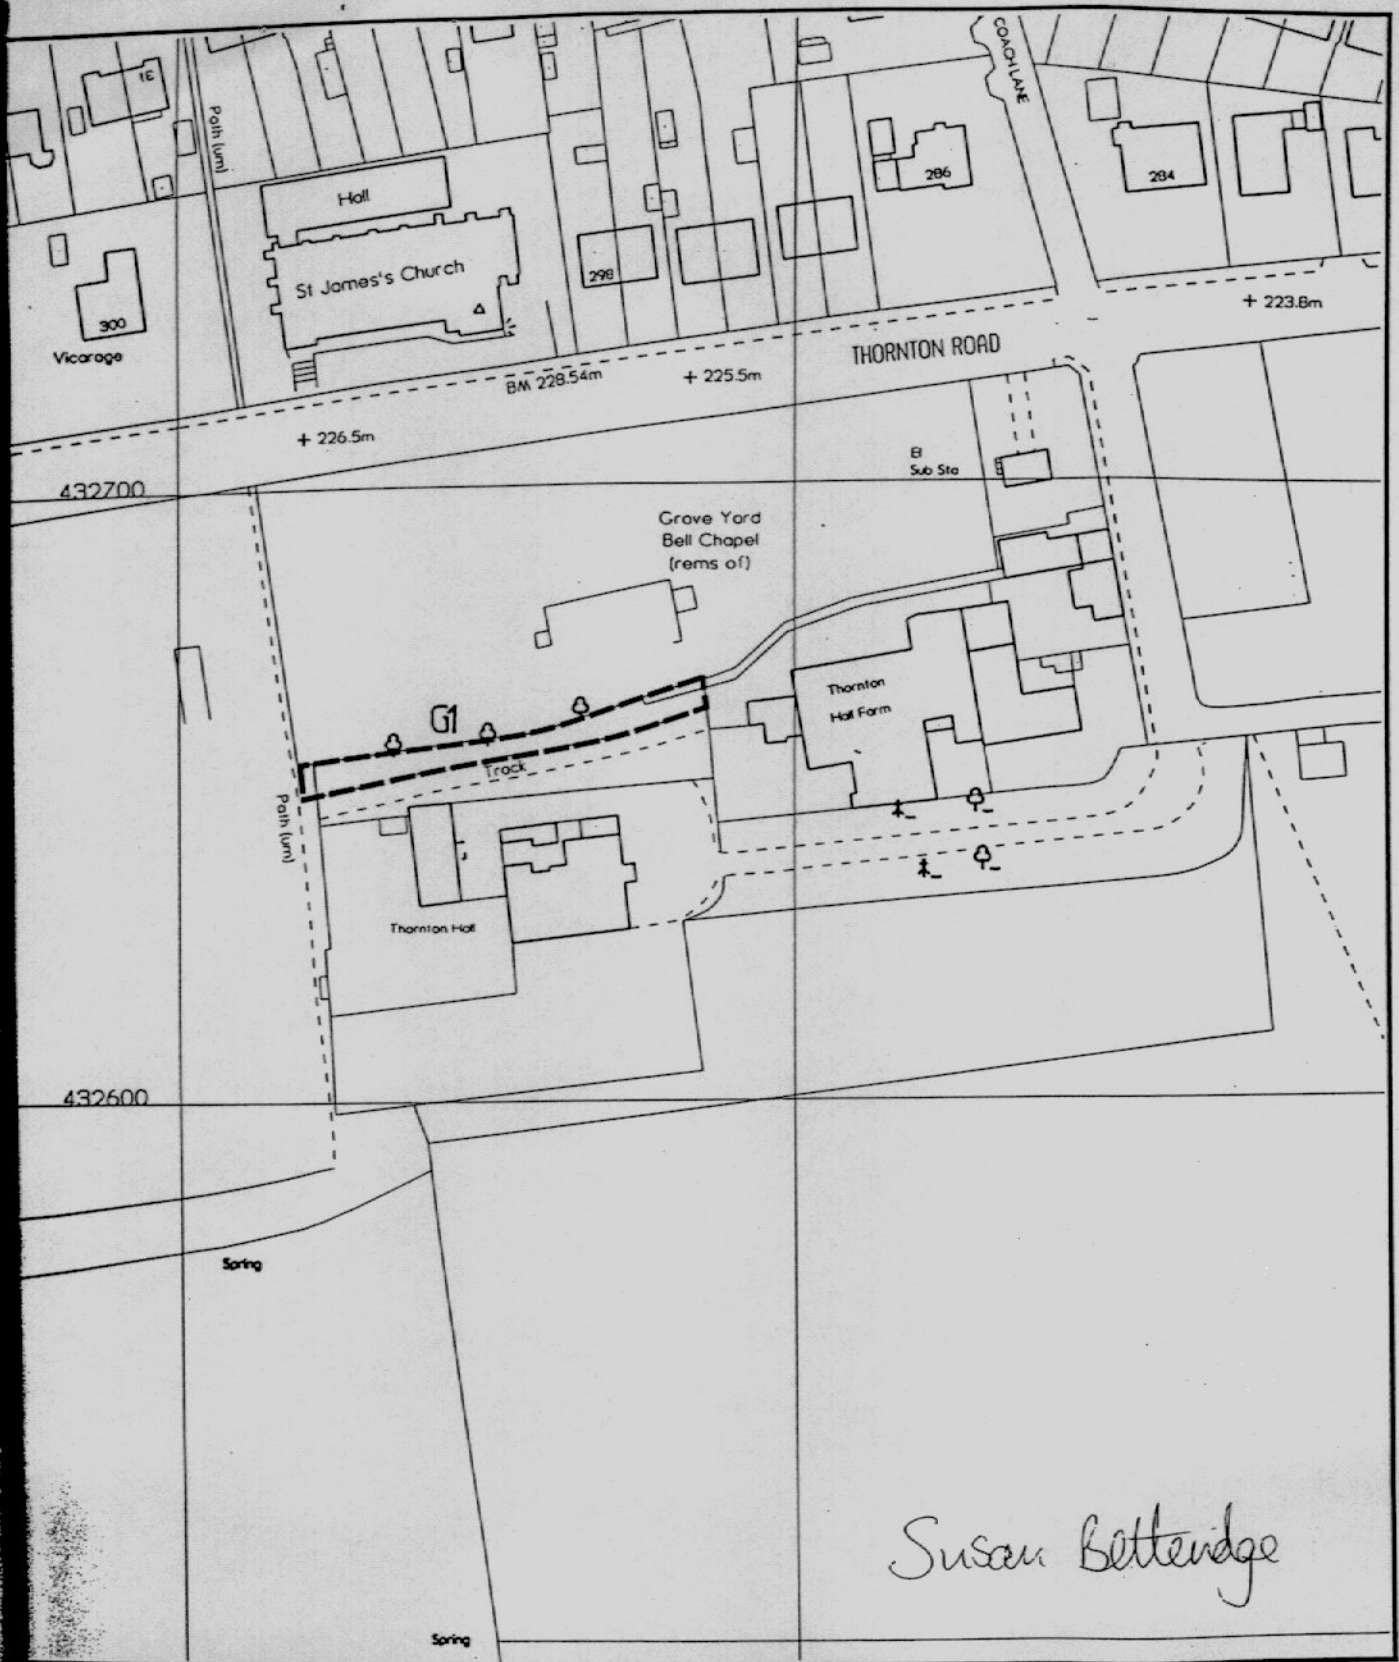 31
COACH LANE
Path (um)
Hall
286
284
St James's Church
298
300
Vicarage
+ 223.8m
THORNTON ROAD
BM 228.54m
+ 225.5m
+ 226.5m
El
Sub Sta
432700
Grove Yard
Bell Chapel
(rems of)
Thornton
Hall Farm
G1
Track
Path (um)
Thornton Hall
432600
Spring
Susan Betteridge
Spring